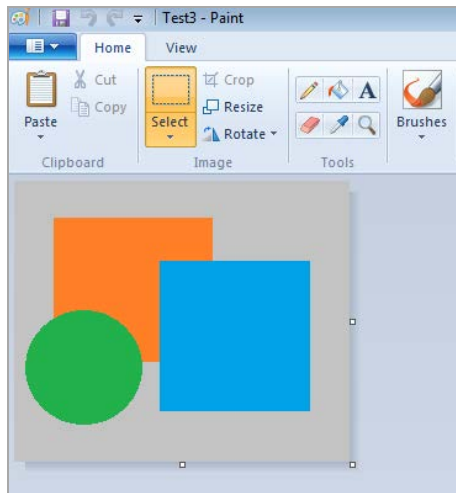 Test3 - Paint
Home View
Paste
Cut
Copy
Clipboard
Select
Crop
Resize
Rotate
Image
A
Tools
Brushes